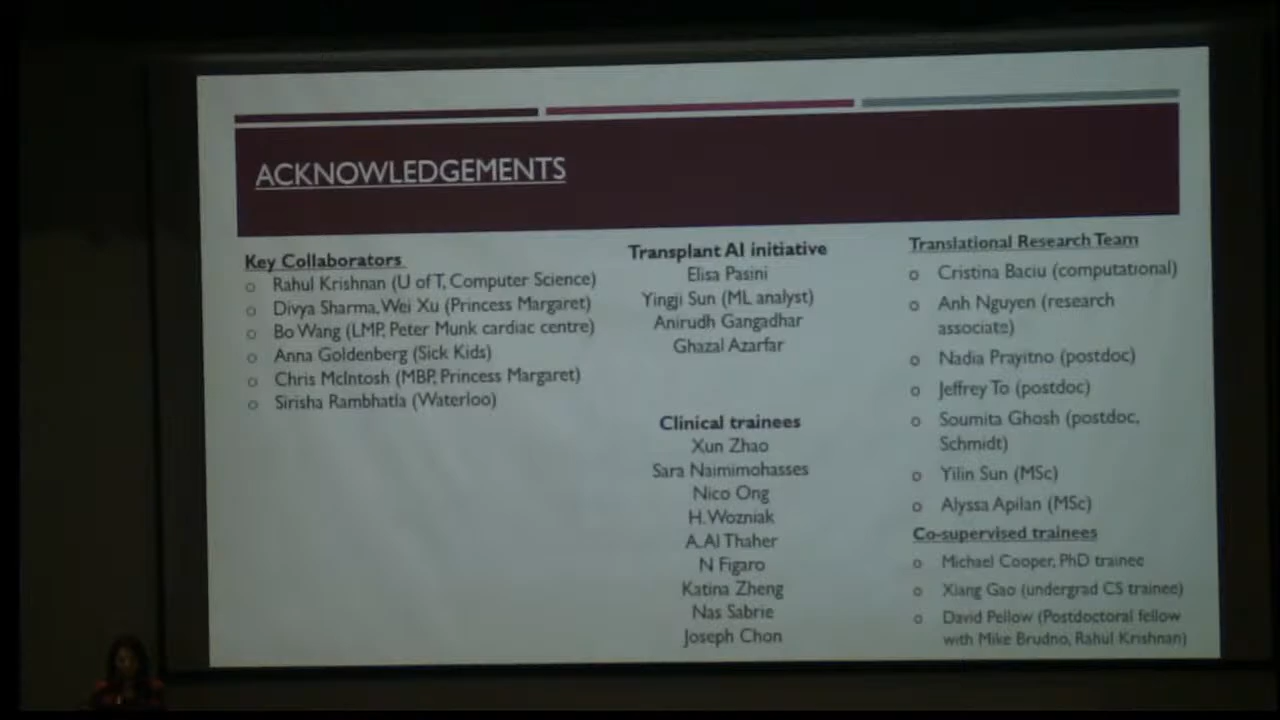 ACKNOWLEDGEMENTS
Key Collaborators
o Rahul Krishnan (U of T, Computer Science)
o Divya Sharma, Wei Xu (Princess Margaret)
o Bo Wang (LMP, Peter Munk cardiac centre)
o Anna Goldenberg (Sick Kids)
o Chris McIntosh (MBP, Princess Margaret)
o Sirisha Rambhatla (Waterloo)
Transplant AI initiative
Elisa Pasini
Yingji Sun (ML analyst)
Anirudh Gangadhar
Ghazal Azarfar
Clinical trainees
Xun Zhao
Sara Naimimohasses
Nico Ong
H. Wozniak
A. Al Thaher
N Figaro
Katina Zheng
Nas Sabrie
Joseph Chon
Translational Research Team
o Cristina Baciu (computational)
o Anh Nguyen (research
associate)
o Nadia Prayitno (postdoc)
o Jeffrey To (postdoc)
o Soumita Ghosh (postdoc,
Schmidt)
o Yilin Sun (MSc)
o Alyssa Apilan (MSc)
Co-supervised trainees
o Michael Cooper, PhD trainee
o Xiang Gao (undergrad CS trainee)
o David Pellow (Postdoctoral fellow
with Mike Brudno, Rahul Krishnan)